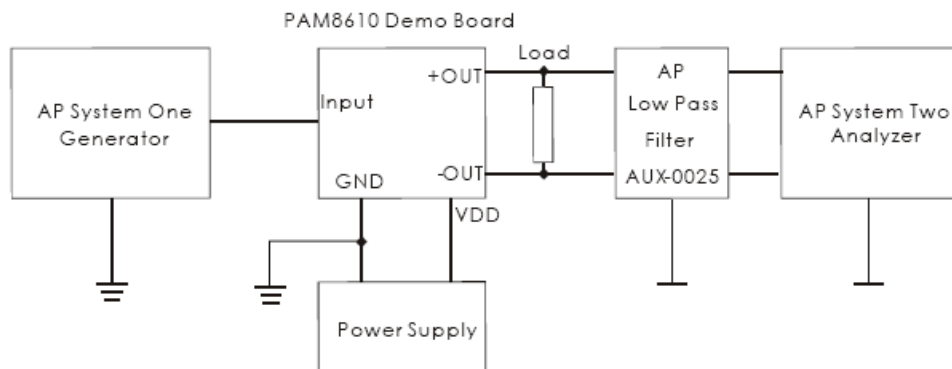 PAM8610 Demo Board
AP System One
Generator
Input
GND
+OUT
-OUT
VDD
Load
AP
Low Pass
Filter
AUX-0025
AP System Two
Analyzer
Power Supply